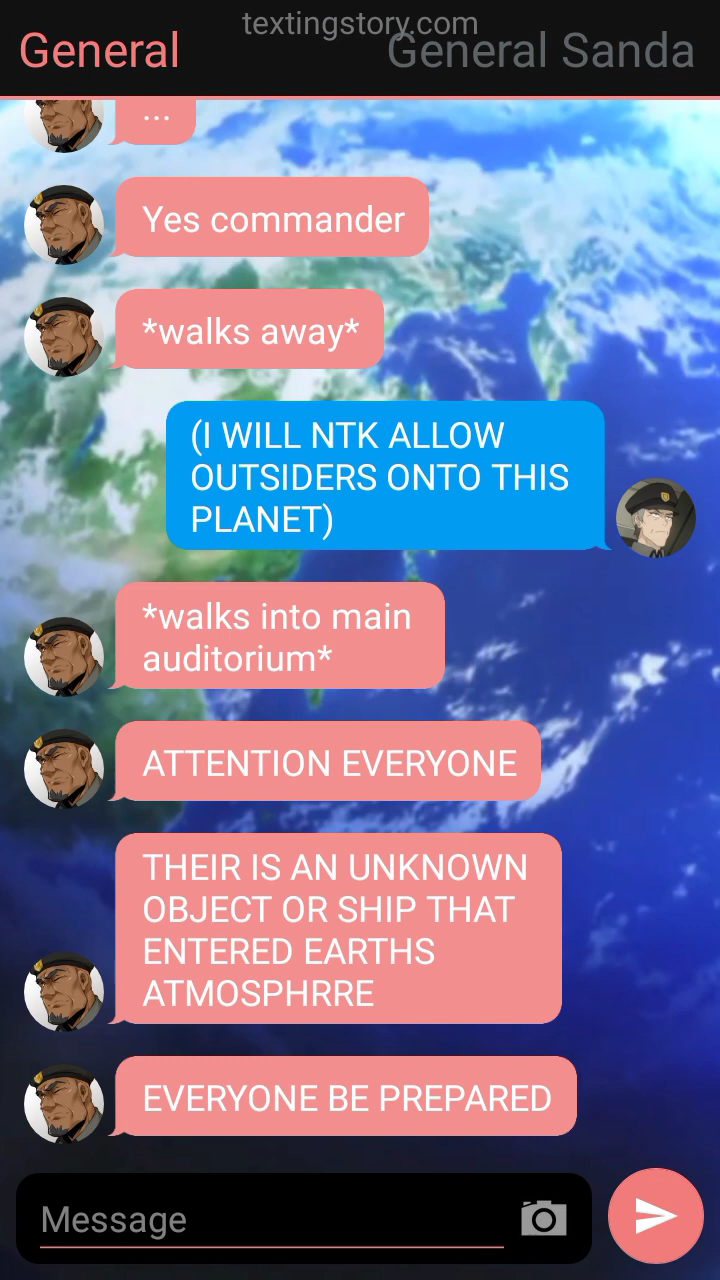 textingstory.com
General
General Sanda
...
Yes commander
*walks away*
(I WILL NTK ALLOW
OUTSIDERS ONTO THIS
PLANET)
*walks into main
auditorium*
ATTENTION EVERYONE
THEIR IS AN UNKNOWN
OBJECT OR SHIP THAT
ENTERED EARTHS
ATMOSPHRRE
EVERYONE BE PREPARED
Message